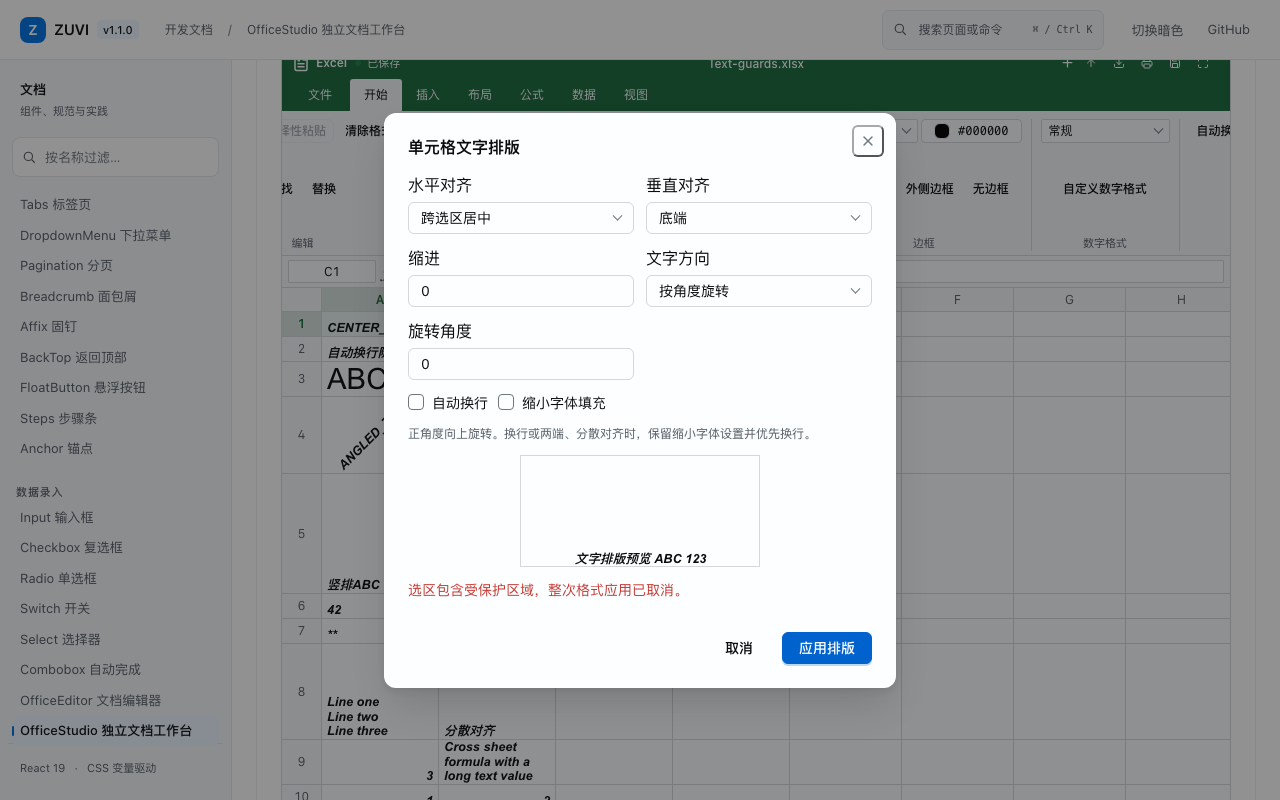 Z ZUVI v1.1.0 开发文档 / OfficeStudio 独立文档工作台 搜索页面或命令 ⌘ / Ctrl K 切换暗色 GitHub
文档
组件、规范与实践
按名称过滤...
Tabs 标签页
DropdownMenu 下拉菜单
Pagination 分页
Breadcrumb 面包屑
Affix 固钉
BackTop 返回顶部
FloatButton 悬浮按钮
Steps 步骤条
Anchor 锚点
数据录入
Input 输入框
Checkbox 复选框
Radio 单选框
Switch 开关
Select 选择器
Combobox 自动完成
OfficeEditor 文档编辑器
OfficeStudio 独立文档工作台
React 19 · CSS 变量驱动
Excel 已保存 Text-guards.xlsx
文件 开始 插入 布局 公式 数据 视图
择性粘贴 清除格 #000000 常规 自动换
找 替换 外侧边框 无边框 自定义数字格式
编辑 边框 数字格式
C1
A F G H
1 CENTER_
2 自动换行
3 ABC
4 ANGLED
5 竖排ABC
6 42
7 **
8 Line one
Line two
Line three
分散对齐
9 3 Cross sheet
formula with a
long text value
10
单元格文字排版
水平对齐 垂直对齐
跨选区居中 底端
缩进 文字方向
0 按角度旋转
旋转角度
0
自动换行 缩小字体填充
正角度向上旋转。换行或两端、分散对齐时，保留缩小字体设置并优先换行。
文字排版预览 ABC 123
选区包含受保护区域，整次格式应用已取消。
取消 应用排版